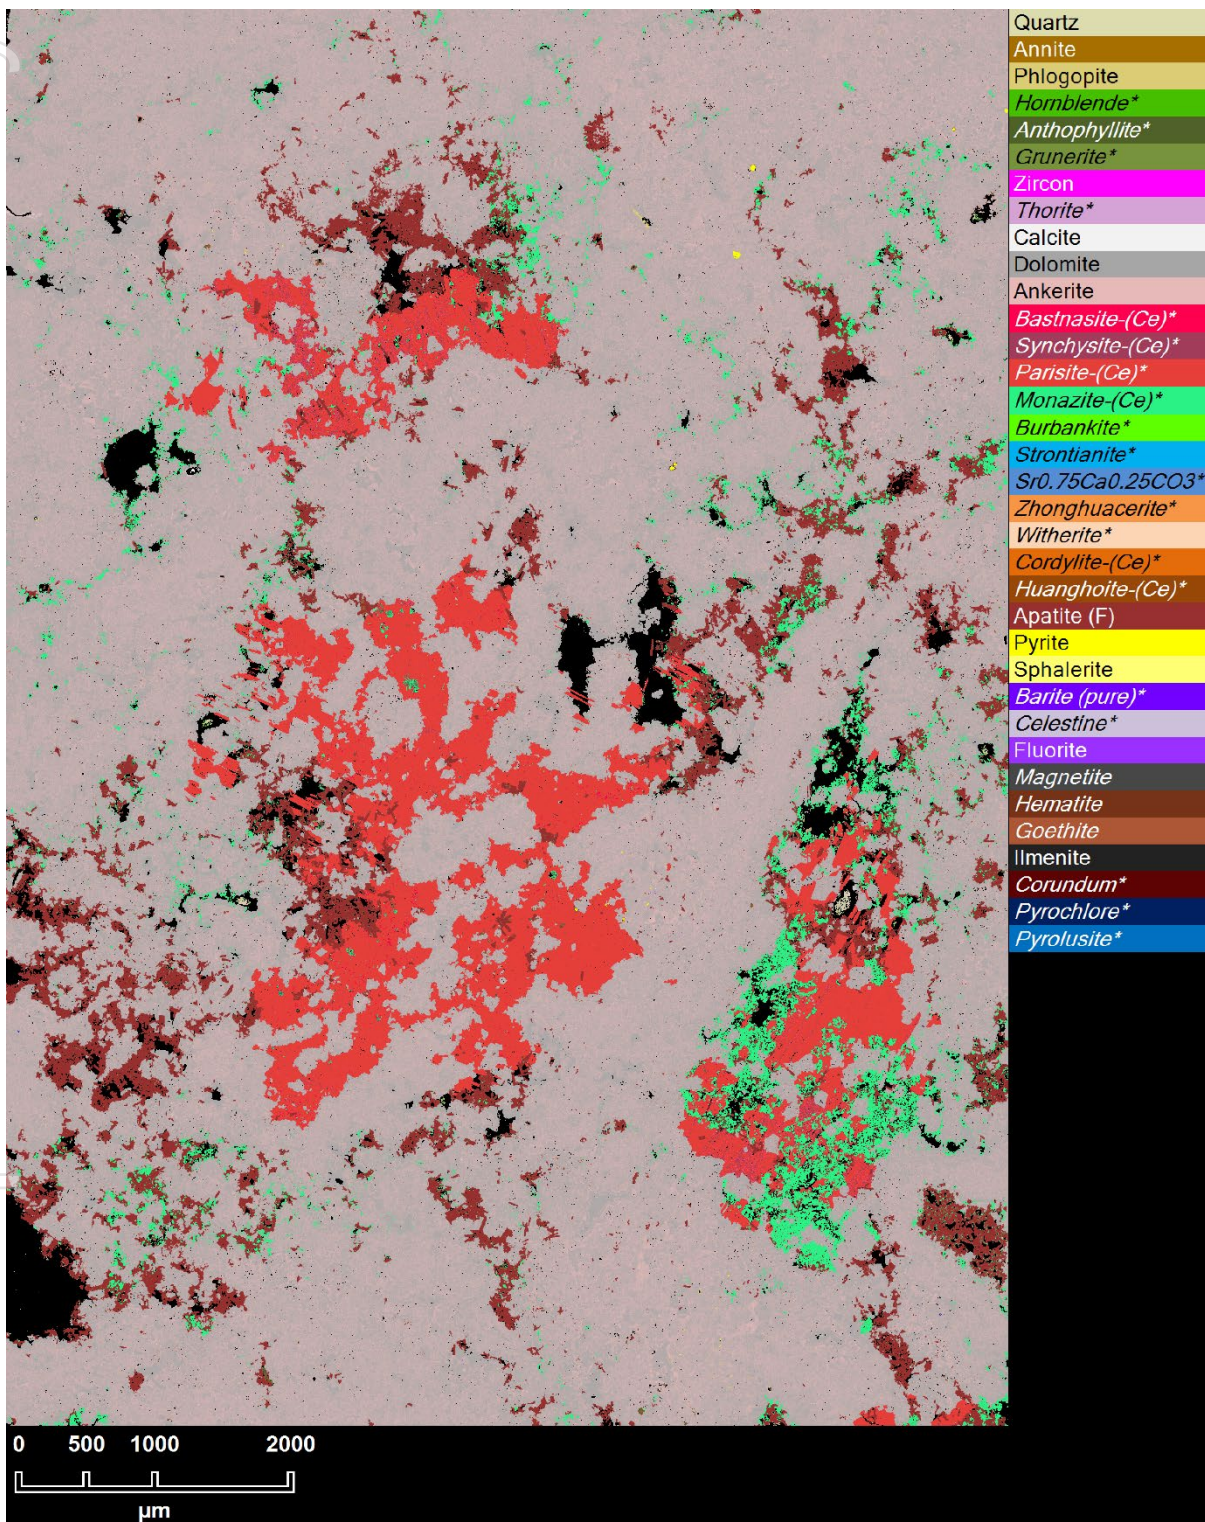 Quartz
Annite
Phlogopite
Hornblende*
Anthophyllite*
Grunerite*
Zircon
Thorite*
Calcite
Dolomite
Ankerite
Bastnasite-(Ce)*
Synchysite-(Ce)*
Parisite-(Ce)*
Monazite-(Ce)*
Burbankite*
Strontianite*
Sr0.75Ca0.25CO3*
Zhonghuacerite*
Witherite*
Cordylite-(Ce)*
Huanghoite-(Ce)*
Apatite (F)
Pyrite
Sphalerite
Barite (pure)*
Celestine*
Fluorite
Magnetite
Hematite
Goethite
Ilmenite
Corundum*
Pyrochlore*
Pyrolusite*
0 500 1000 2000
μm